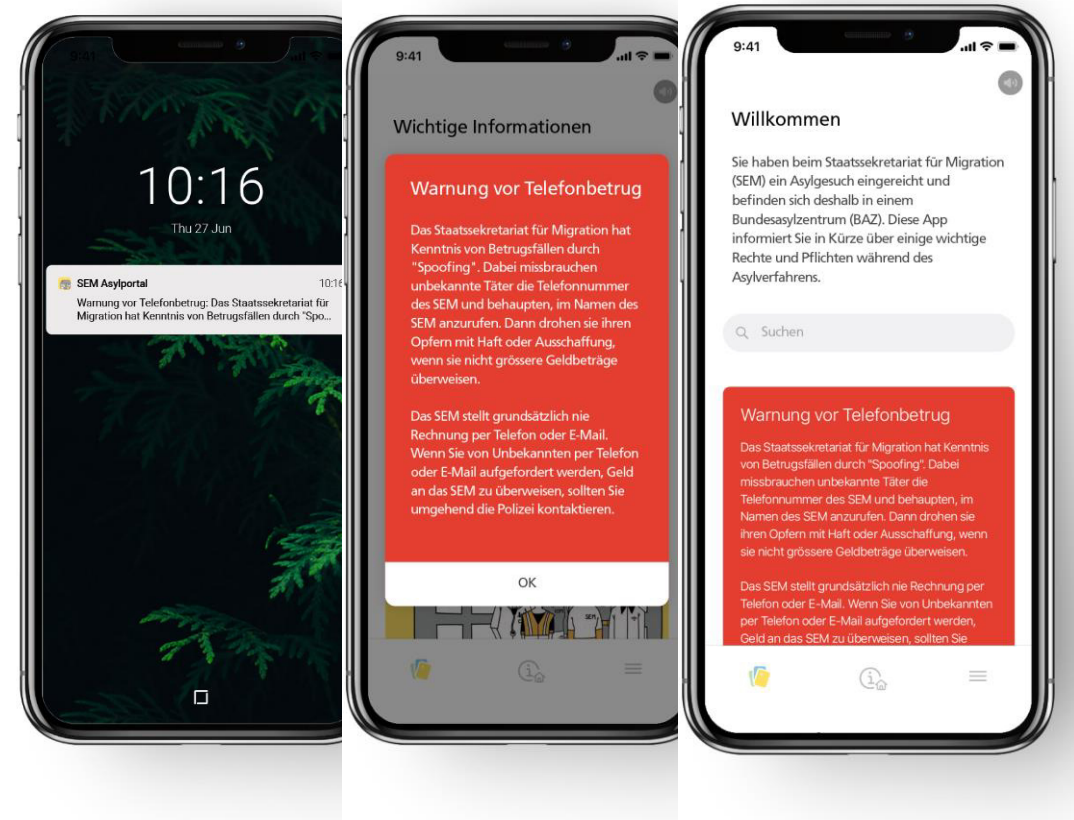 9:41
10:16
Thu 27 Jun
SEM Asylportal 10:16
Warnung vor Telefonbetrug: Das Staatssekretariat für
Migration hat Kenntnis von Betrugsfällen durch "Spo...
9:41
Wichtige Informationen
Warnung vor Telefonbetrug
Das Staatssekretariat für Migration hat
Kenntnis von Betrugsfällen durch
"Spoofing". Dabei missbrauchen
unbekannte Täter die Telefonnummer
des SEM und behaupten, im Namen des
SEM anzurufen. Dann drohen sie ihren
Opfern mit Haft oder Ausschaffung,
wenn sie nicht grössere Geldbeträge
überweisen.
Das SEM stellt grundsätzlich nie
Rechnung per Telefon oder E-Mail.
Wenn Sie von Unbekannten per Telefon
oder E-Mail aufgefordert werden, Geld
an das SEM zu überweisen, sollten Sie
umgehend die Polizei kontaktieren.
OK
SEM
9:41
Willkommen
Sie haben beim Staatssekretariat für Migration
(SEM) ein Asylgesuch eingereicht und
befinden sich deshalb in einem
Bundesasylzentrum (BAZ). Diese App
informiert Sie in Kürze über einige wichtige
Rechte und Pflichten während des
Asylverfahrens.
Suchen
Warnung vor Telefonbetrug
Das Staatssekretariat für Migration hat Kenntnis
von Betrugsfällen durch "Spoofing". Dabei
missbrauchen unbekannte Täter die
Telefonnummer des SEM und behaupten, im
Namen des SEM anzurufen. Dann drohen sie
ihren Opfern mit Haft oder Ausschaffung, wenn
sie nicht grössere Geldbeträge überweisen.
Das SEM stellt grundsätzlich nie Rechnung per
Telefon oder E-Mail. Wenn Sie von Unbekannten
per Telefon oder E-Mail aufgefordert werden,
Geld an das SEM zu überweisen, sollten Sie